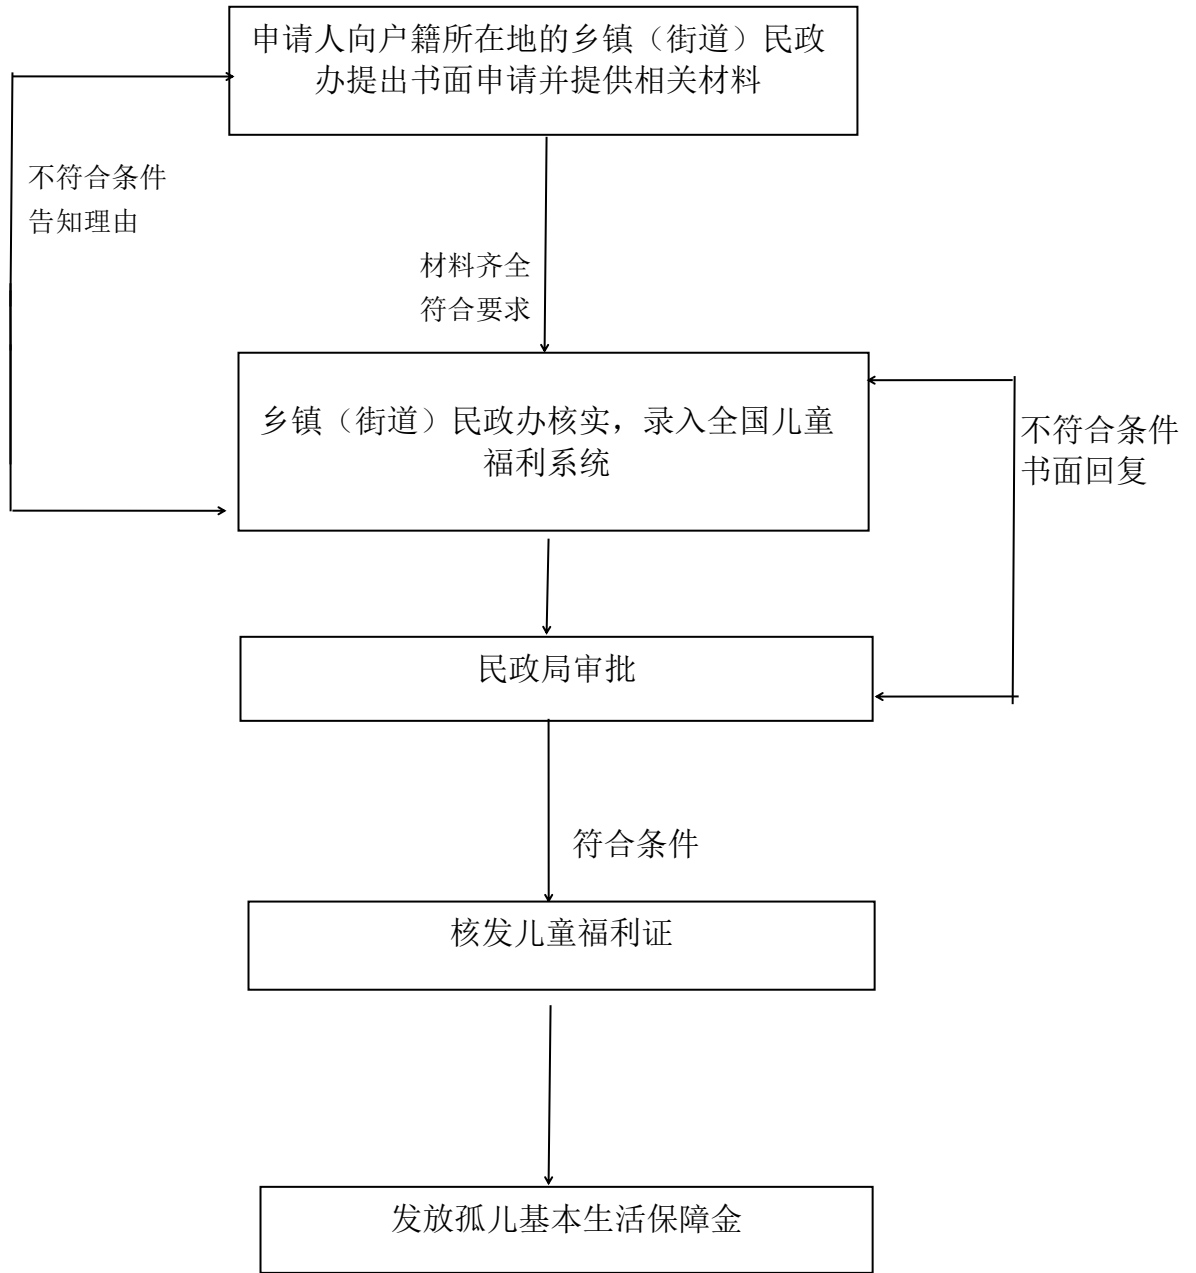 申请人向户籍所在地的乡镇（街道）民政
办提出书面申请并提供相关材料
不符合条件
告知理由
材料齐全
符合要求
乡镇（街道）民政办核实，录入全国儿童
福利系统
不符合条件
书面回复
民政局审批
符合条件
核发儿童福利证
发放孤儿基本生活保障金